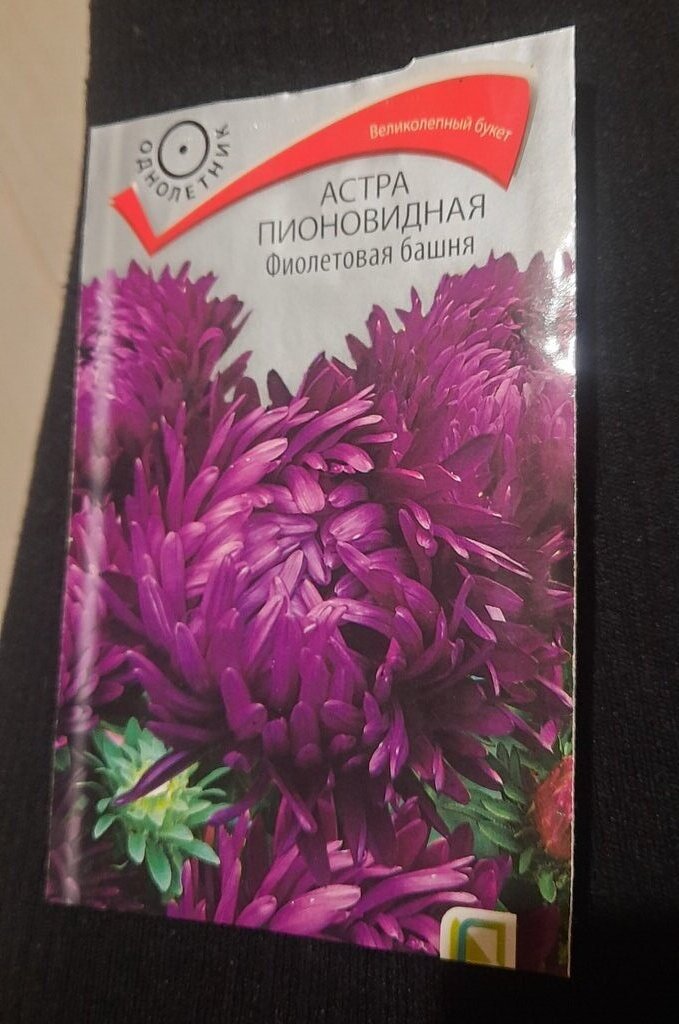 ОДНОЛЕТНИК
Великолепный букет
АСТРА
ПИОНОВИДНАЯ
Фиолетовая башня